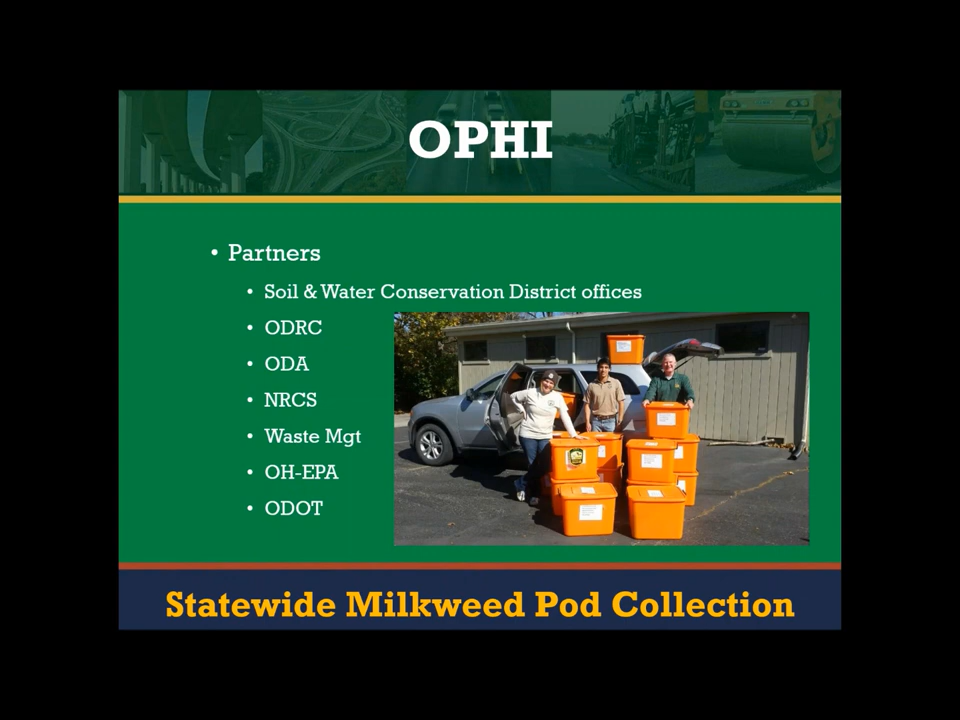 OPHI
• Partners
• Soil & Water Conservation District offices
• ODRC
• ODA
• NRCS
• Waste Mgt
• OH-EPA
• ODOT
Statewide Milkweed Pod Collection